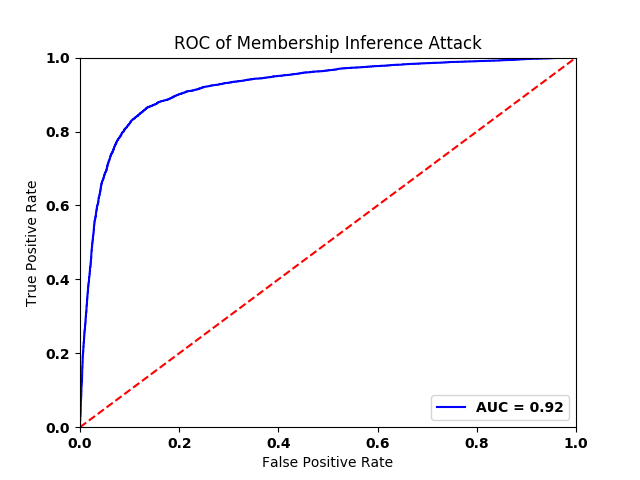 ROC of Membership Inference Attack
True Positive Rate
1.0
0.8
0.6
0.4
0.2
0.0
AUC = 0.92
0.0 0.2 0.4 0.6 0.8 1.0
False Positive Rate